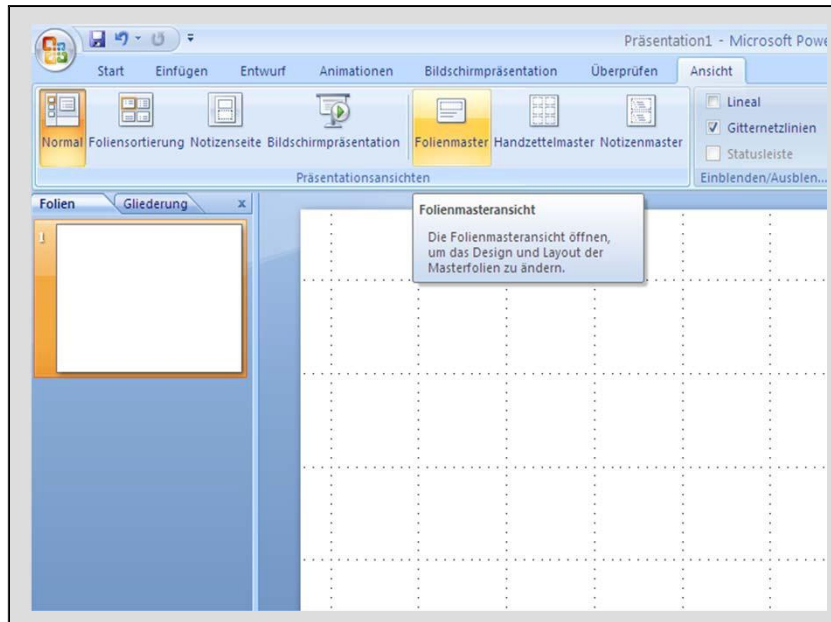 Präsentation1 - Microsoft Powe
Start Einfügen Entwurf Animationen Bildschirmpräsentation Überprüfen Ansicht
Normal Foliensortierung Notizenseite Bildschirmpräsentation Folienmaster Handzettelmaster Notizenmaster
Lineal
Gitternetzlinien
Statusleiste
Präsentationsansichten Einblenden/Ausblen...
Folien Gliederung x
1
Folienmasteransicht
Die Folienmasteransicht öffnen,
um das Design und Layout der
Masterfolien zu ändern.